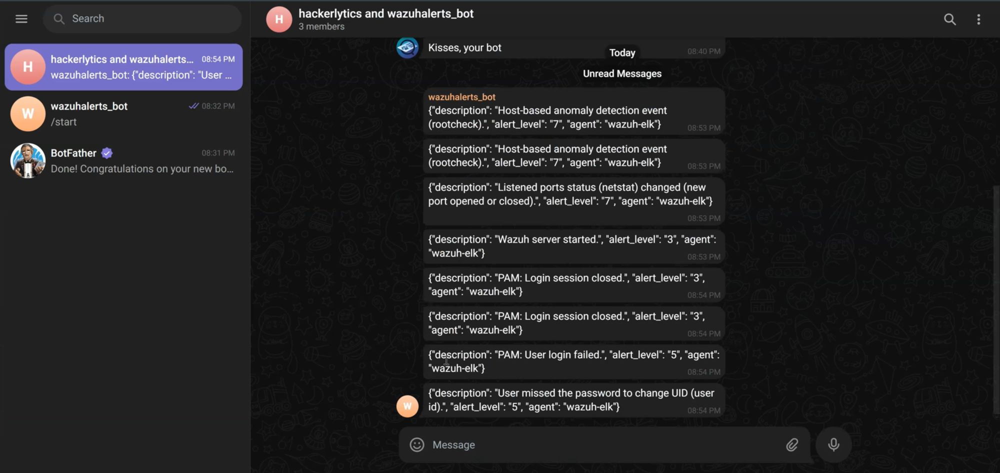 Search
hackerlytics and wazuhalerts... 08:54 PM
wazuhalerts_bot: {"description": "User ...
wazuhalerts_bot 08:32 PM
/start
BotFather 08:31 PM
Done! Congratulations on your new bo...
H
H
W
hackerlytics and wazuhalerts_bot
3 members
Kisses, your bot 08:40 PM
Today
Unread Messages
wazuhalerts_bot
{"description": "Host-based anomaly detection event
(rootcheck).", "alert_level": "7", "agent": "wazuh-elk"}
08:53 PM
{"description": "Host-based anomaly detection event
(rootcheck).", "alert_level": "7", "agent": "wazuh-elk"}
08:53 PM
{"description": "Listened ports status (netstat) changed (new
port opened or closed).", "alert_level": "7", "agent": "wazuh-elk"}
08:53 PM
{"description": "Wazuh server started.", "alert_level": "3", "agent":
"wazuh-elk"}
08:53 PM
{"description": "PAM: Login session closed.", "alert_level": "3",
"agent": "wazuh-elk"}
08:54 PM
{"description": "PAM: Login session closed.", "alert_level": "3",
"agent": "wazuh-elk"}
08:54 PM
{"description": "PAM: User login failed.", "alert_level": "5", "agent":
"wazuh-elk"}
08:54 PM
{"description": "User missed the password to change UID (user
id).", "alert_level": "5", "agent": "wazuh-elk"}
08:54 PM
W
Message